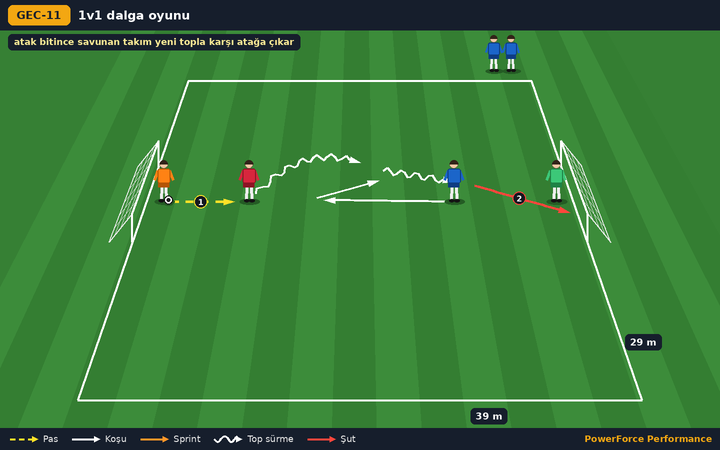 GEC-11 1v1 dalga oyunu
atak bitince savunan takım yeni topla karşı atağa çıkar
1
2
29 m
39 m
Pas Koşu Sprint Top sürme Şut PowerForce Performance